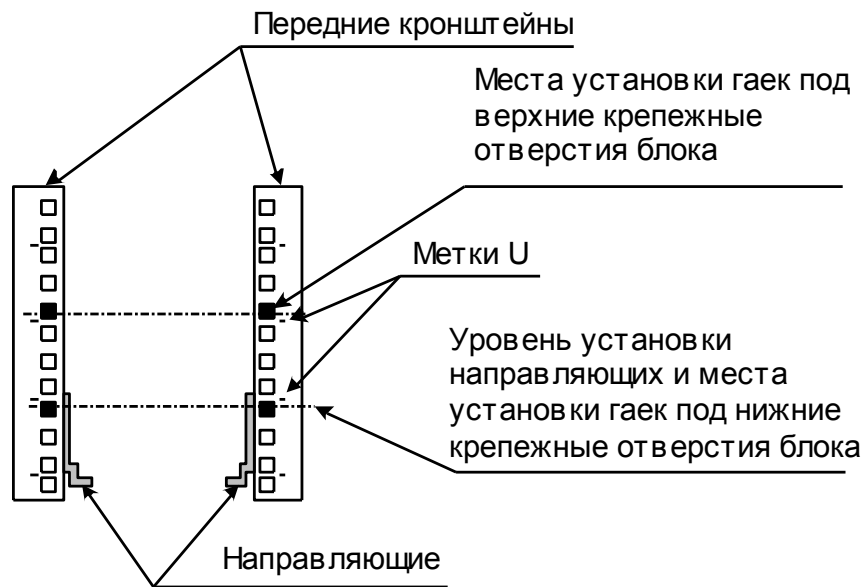 Передние кронштейны
Места установки гаек под
верхние крепежные
отверстия блока
Метки U
Уровень установки
направляющих и места
установки гаек под нижние
крепежные отверстия блока
Направляющие